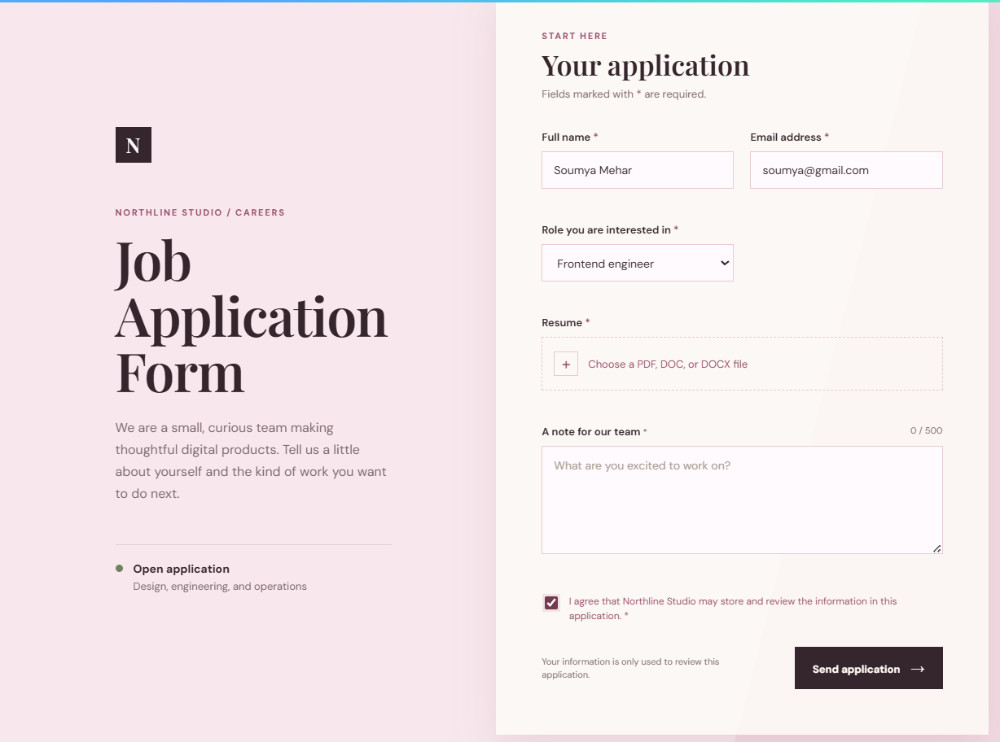 N
NORTHLINE STUDIO / CAREERS
Job
Application
Form
We are a small, curious team making
thoughtful digital products. Tell us a little
about yourself and the kind of work you want
to do next.
Open application
Design, engineering, and operations
START HERE
Your application
Fields marked with * are required.
Full name *
Email address *
Soumya Mehar
soumya@gmail.com
Role you are interested in *
Frontend engineer
Resume *
+ Choose a PDF, DOC, or DOCX file
A note for our team *
0 / 500
What are you excited to work on?
I agree that Northline Studio may store and review the information in this
application. *
Your information is only used to review this
application.
Send application →